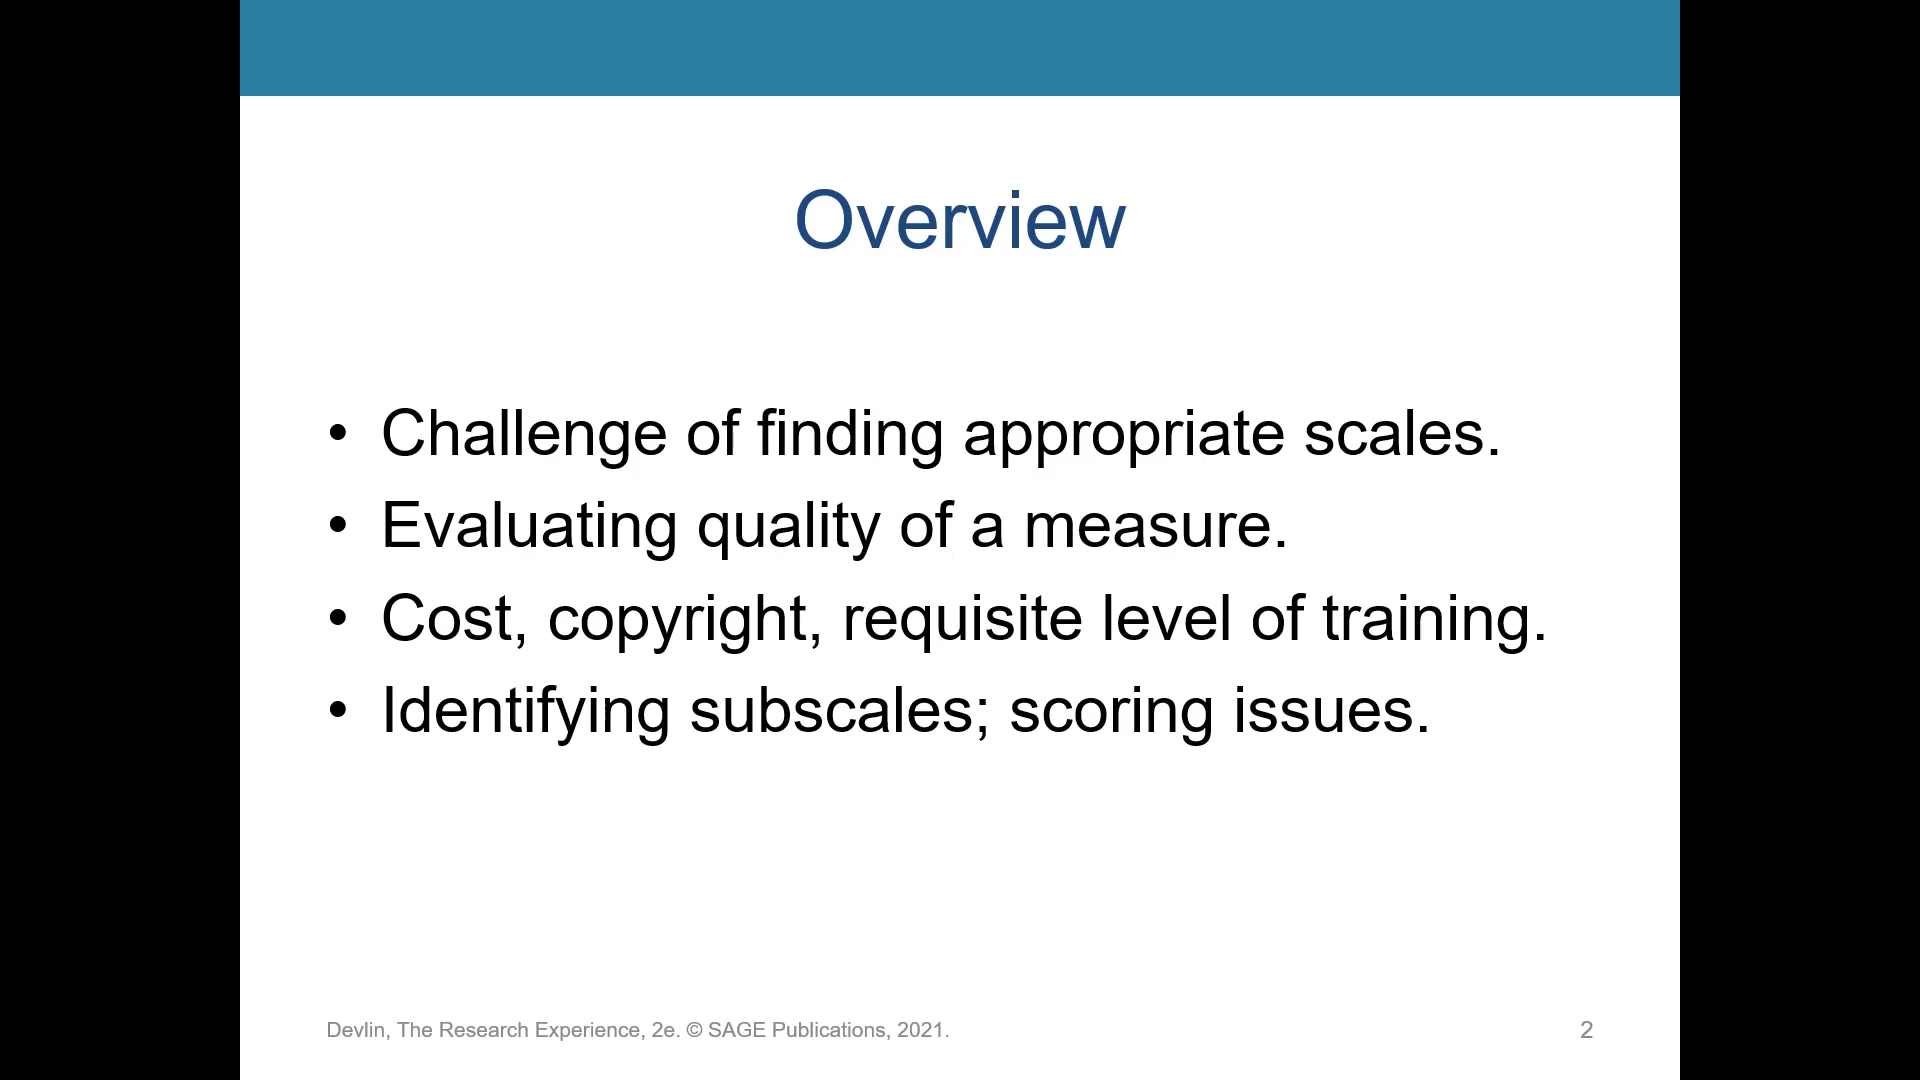 Overview
• Challenge of finding appropriate scales.
• Evaluating quality of a measure.
• Cost, copyright, requisite level of training.
• Identifying subscales; scoring issues.
Devlin, The Research Experience, 2e. © SAGE Publications, 2021.
2